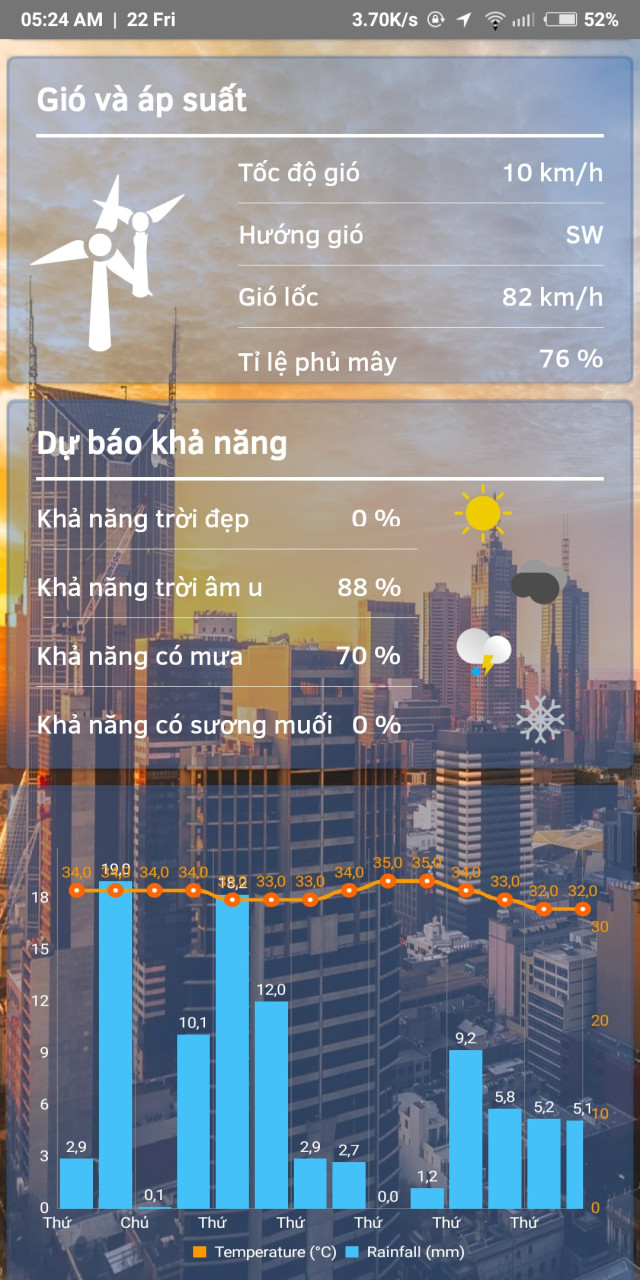 05:24 AM | 22 Fri 3.70K/s 52%
Gió và áp suất
Tốc độ gió 10 km/h
Hướng gió SW
Gió lốc 82 km/h
Tỉ lệ phủ mây 76 %
Dự báo khả năng
Khả năng trời đẹp 0 %
Khả năng trời âm u 88 %
Khả năng có mưa 70 %
Khả năng có sương muối 0 %
34,0 34,0 34,0 34,0 33,0 33,0 34,0 35,0 35,0 34,0 33,0 32,0 32,0
19,0 18,2
18 30
15
12 12,0 20
10,1
9 9,2
6 5,8 5,2 5,1 10
3 2,9 2,9 2,7
0,1 0,0 1,2
0 0
Thứ Chủ Thứ Thứ Thứ Thứ Thứ
Temperature (°C) Rainfall (mm)